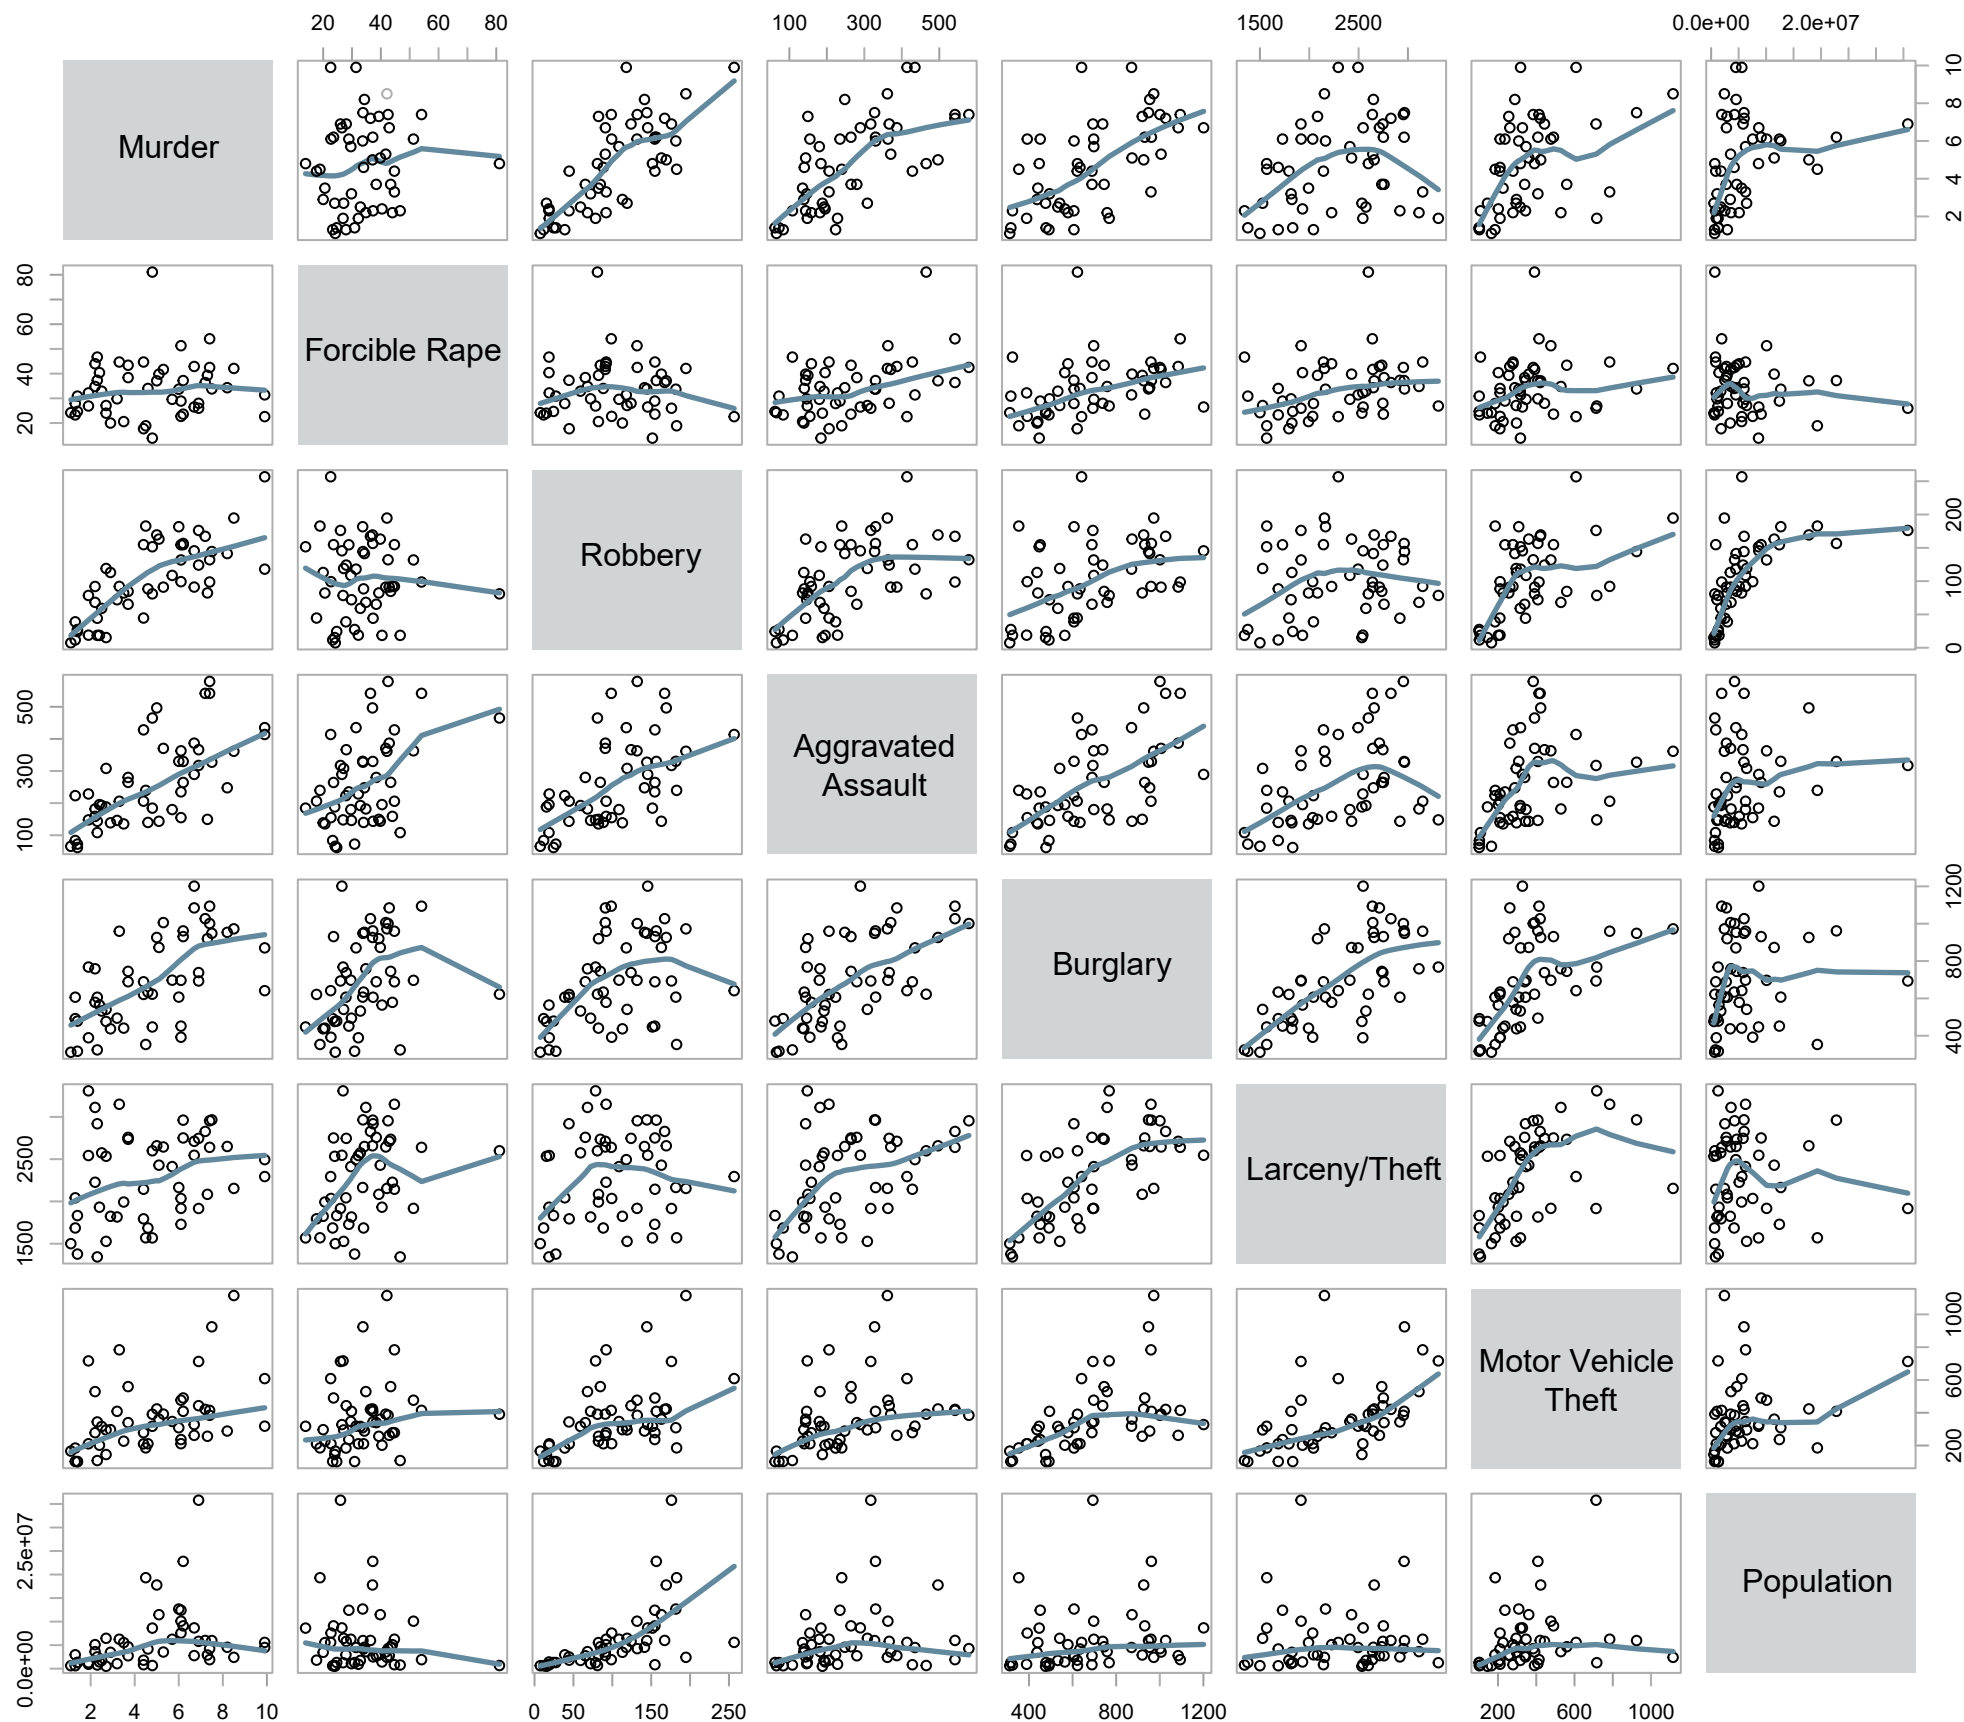 20 40 60 80 100 300 500 1500 2500 0.0e+00 2.0e+07
Murder
2 4 6 8 10
20 40 60 80
Forcible Rape
Robbery
0 100 200
100 300 500
Aggravated
Assault
Burglary
400 800 1200
1500 2500
Larceny/Theft
Motor Vehicle
Theft
200 600 1000
0.0e+00 2.5e+07
Population
2 4 6 8 10 0 50 150 250 400 800 1200 200 600 1000